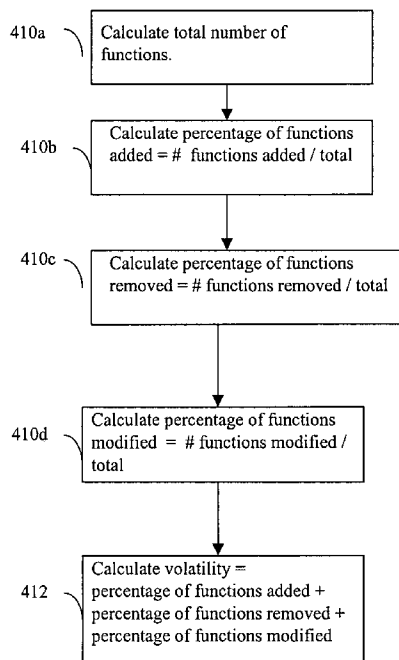 410a
Calculate total number of
functions.
410b
Calculate percentage of functions
added = # functions added / total
410c
Calculate percentage of functions
removed = # functions removed / total
410d
Calculate percentage of functions
modified = # functions modified /
total
412
Calculate volatility =
percentage of functions added +
percentage of functions removed +
percentage of functions modified